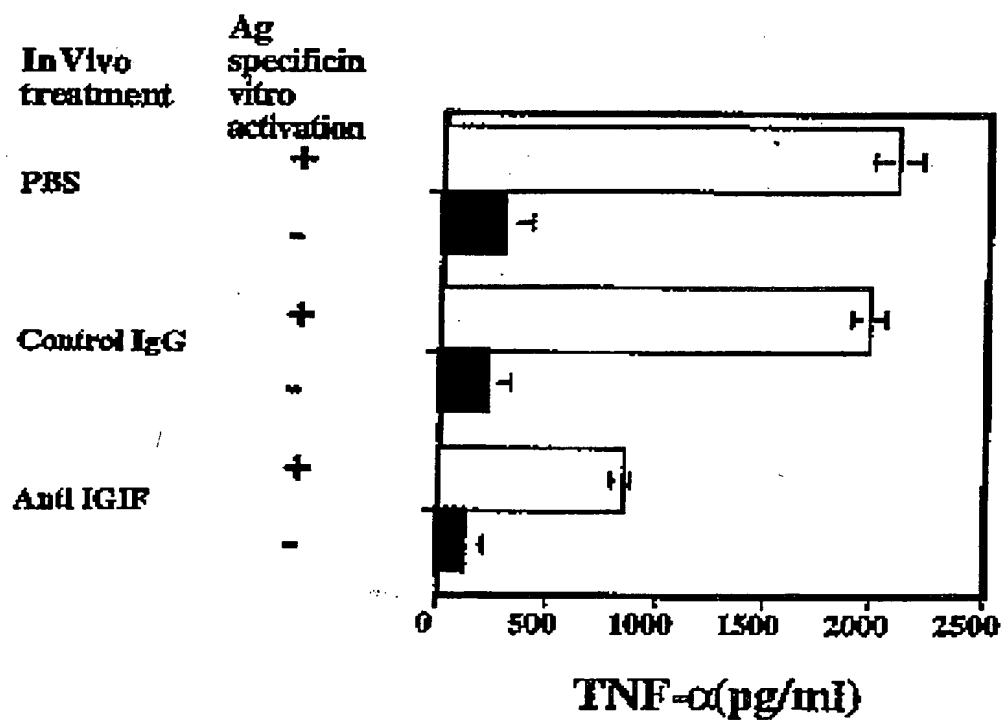 In Vivo
treatment
Ag
specificin
vitro
activation
PBS
+
-
Control IgG
+
-
Anti IGIF
+
-
0 500 1000 1500 2000 2500
TNF-α(pg/ml)